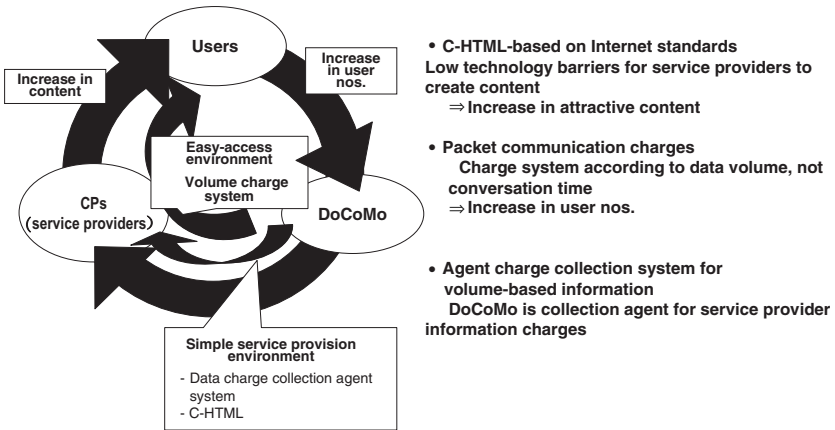 Users
Increase
in user
nos.
Increase in
content
Easy-access
environment
Volume charge
system
CPs
(service providers)
DoCoMo
Simple service provision
environment
- Data charge collection agent
system
- C-HTML
• C-HTML-based on Internet standards
Low technology barriers for service providers to
create content
⇒ Increase in attractive content
• Packet communication charges
Charge system according to data volume, not
conversation time
⇒ Increase in user nos.
• Agent charge collection system for
volume-based information
DoCoMo is collection agent for service provider
information charges